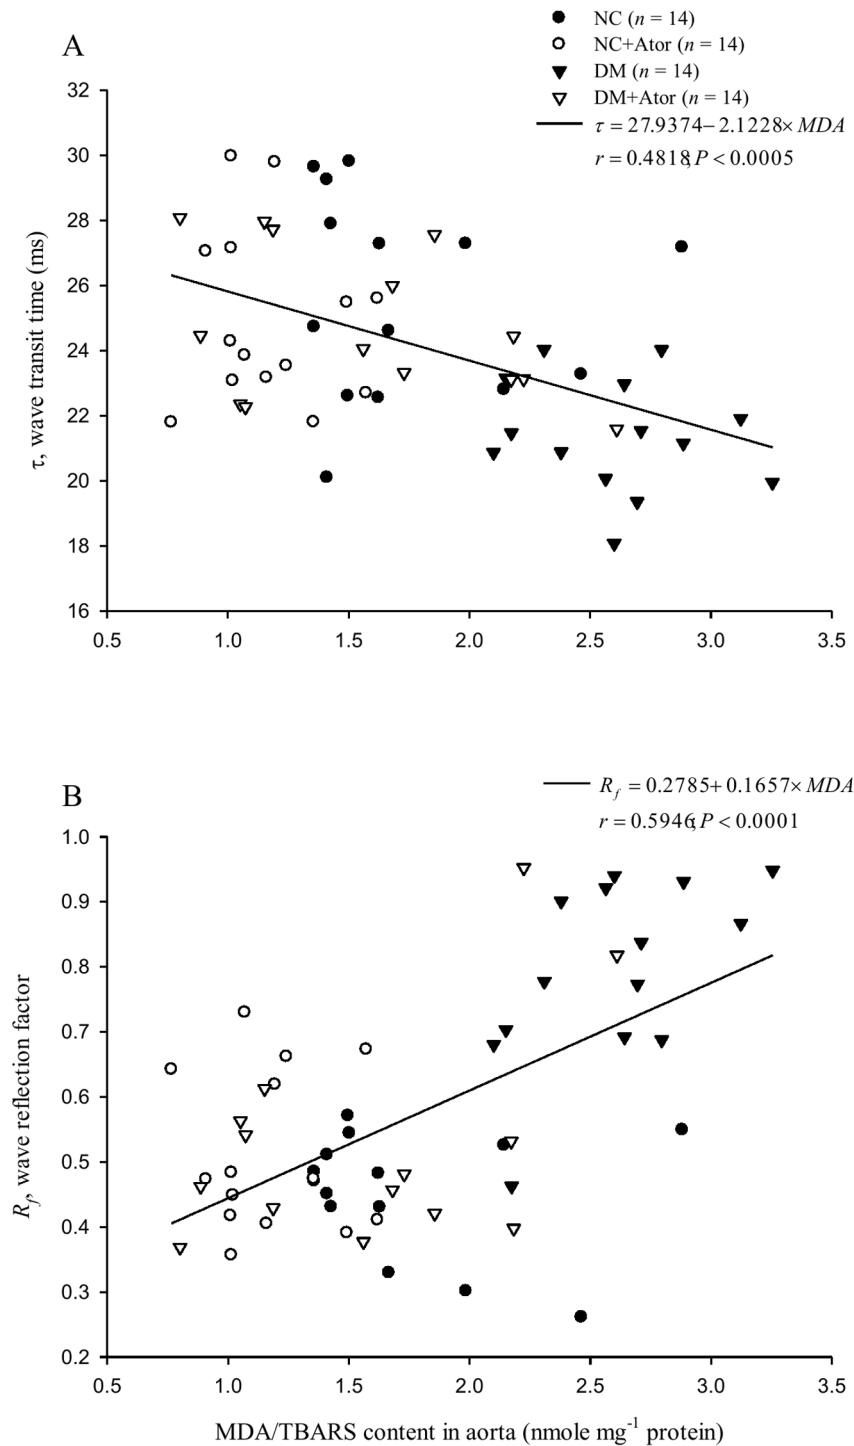 A
NC (n = 14)
NC+Ator (n = 14)
DM (n = 14)
DM+Ator (n = 14)
τ = 27.9374−2.1228× MDA
r = 0.4818; P < 0.0005
32
30
28
26
24
22
20
18
16
τ, wave transit time (ms)
0.5 1.0 1.5 2.0 2.5 3.0 3.5
B
R_f = 0.2785+ 0.1657× MDA
r = 0.5946; P < 0.0001
1.0
0.9
0.8
0.7
0.6
0.5
0.4
0.3
0.2
R_f, wave reflection factor
0.5 1.0 1.5 2.0 2.5 3.0 3.5
MDA/TBARS content in aorta (nmole mg⁻¹ protein)